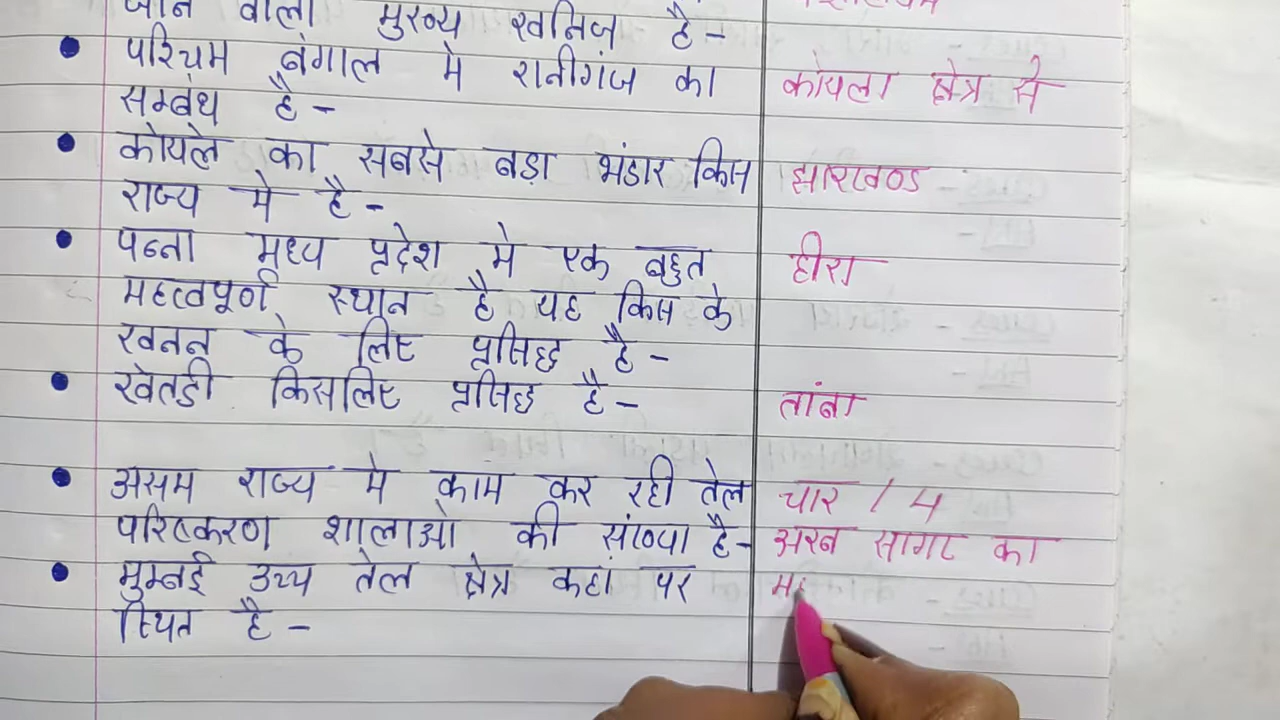 जाने वाला मुख्य खनिज है-
• पश्चिम बंगाल मे रानीगंज का कोयला क्षेत्र से
सम्बंध है-
• कोयले का सबसे बड़ा भंडार किस झारखण्ड
राज्य मे है-
• पन्ना मध्य प्रदेश मे एक बहुत हीरा
महत्वपूर्ण स्थान है यह किस के
खनन के लिए प्रसिद्ध है-
• खेतडी किसलिए प्रसिद्ध है- तांबा
• असम राज्य मे काम कर रही तेल चार / 4
परिष्करण शालाओ की संख्या है- अरब सागर का
• मुम्बई उच्च तेल क्षेत्र कहां पर मह
स्थित है-